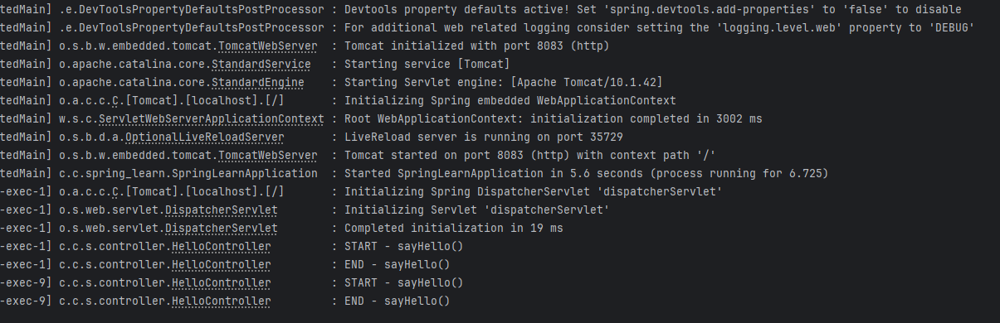 tedMain] .e.DevToolsPropertyDefaultsPostProcessor : Devtools property defaults active! Set 'spring.devtools.add-properties' to 'false' to disable
tedMain] .e.DevToolsPropertyDefaultsPostProcessor : For additional web related logging consider setting the 'logging.level.web' property to 'DEBUG'
tedMain] o.s.b.w.embedded.tomcat.TomcatWebServer : Tomcat initialized with port 8083 (http)
tedMain] o.apache.catalina.core.StandardService : Starting service [Tomcat]
tedMain] o.apache.catalina.core.StandardEngine : Starting Servlet engine: [Apache Tomcat/10.1.42]
tedMain] o.a.c.c.C.[Tomcat].[localhost].[/] : Initializing Spring embedded WebApplicationContext
tedMain] w.s.c.ServletWebServerApplicationContext : Root WebApplicationContext: initialization completed in 3002 ms
tedMain] o.s.b.d.a.OptionalLiveReloadServer : LiveReload server is running on port 35729
tedMain] o.s.b.w.embedded.tomcat.TomcatWebServer : Tomcat started on port 8083 (http) with context path '/'
tedMain] c.c.spring_learn.SpringLearnApplication : Started SpringLearnApplication in 5.6 seconds (process running for 6.725)
-exec-1] o.a.c.c.C.[Tomcat].[localhost].[/] : Initializing Spring DispatcherServlet 'dispatcherServlet'
-exec-1] o.s.web.servlet.DispatcherServlet : Initializing Servlet 'dispatcherServlet'
-exec-1] o.s.web.servlet.DispatcherServlet : Completed initialization in 19 ms
-exec-1] c.c.s.controller.HelloController : START - sayHello()
-exec-1] c.c.s.controller.HelloController : END - sayHello()
-exec-9] c.c.s.controller.HelloController : START - sayHello()
-exec-9] c.c.s.controller.HelloController : END - sayHello()